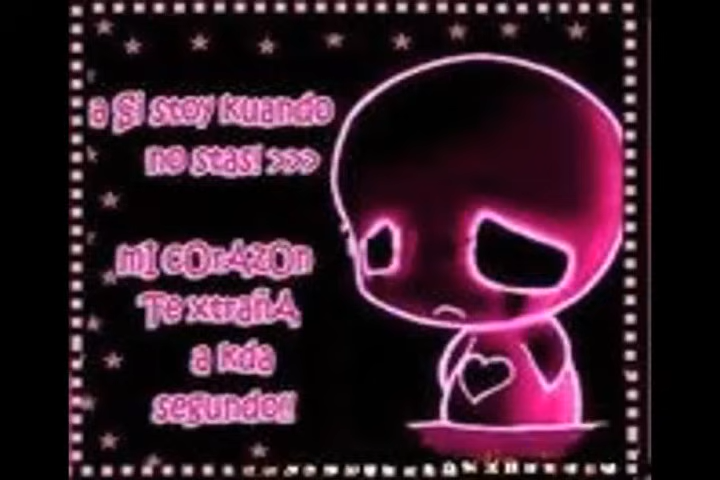 a Si stoy kuando
no stas! >>>
mI cOrAzOn
Te xtrañA
a kda
segundo!!